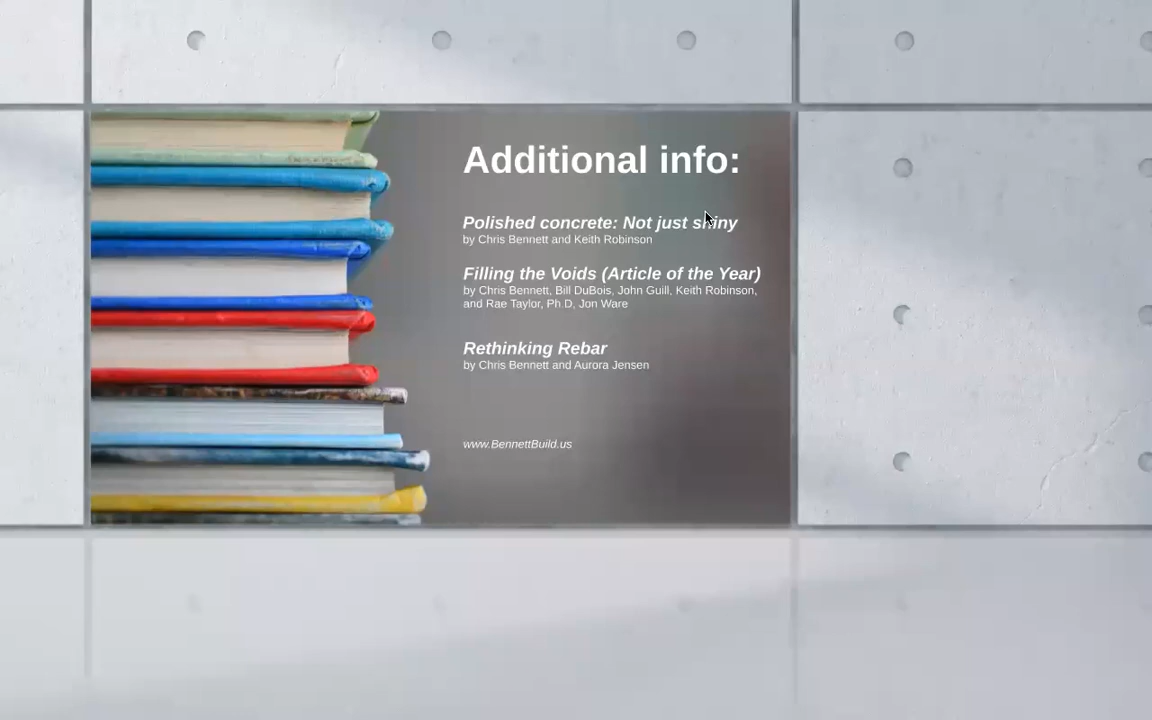 Additional info:
Polished concrete: Not just shiny
by Chris Bennett and Keith Robinson
Filling the Voids (Article of the Year)
by Chris Bennett, Bill DuBois, John Guill, Keith Robinson,
and Rae Taylor, Ph.D, Jon Ware
Rethinking Rebar
by Chris Bennett and Aurora Jensen
www.BennettBuild.us